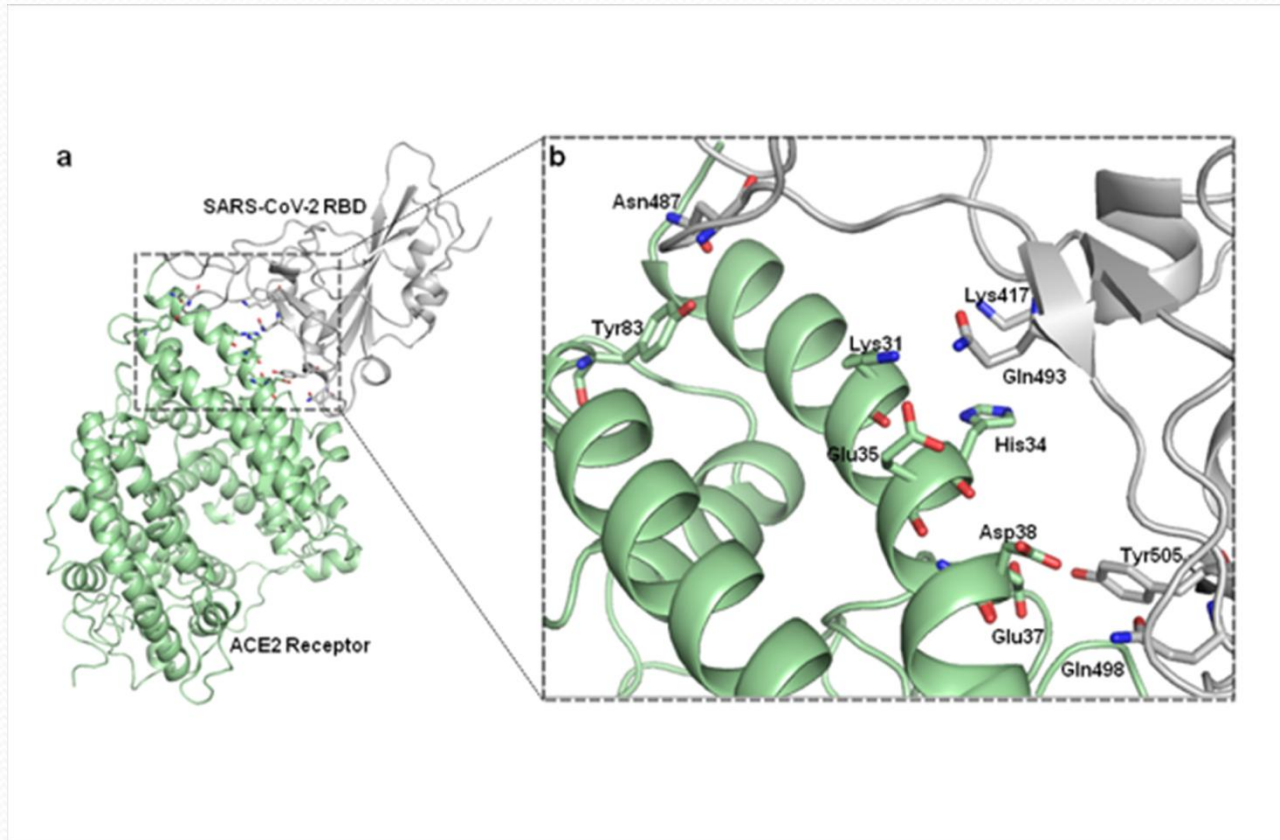 a
SARS-CoV-2 RBD
ACE2 Receptor
b
Asn487
Tyr83
Lys31
Lys417
Gln493
Glu35
His34
Asp38
Tyr505
Glu37
Gln498